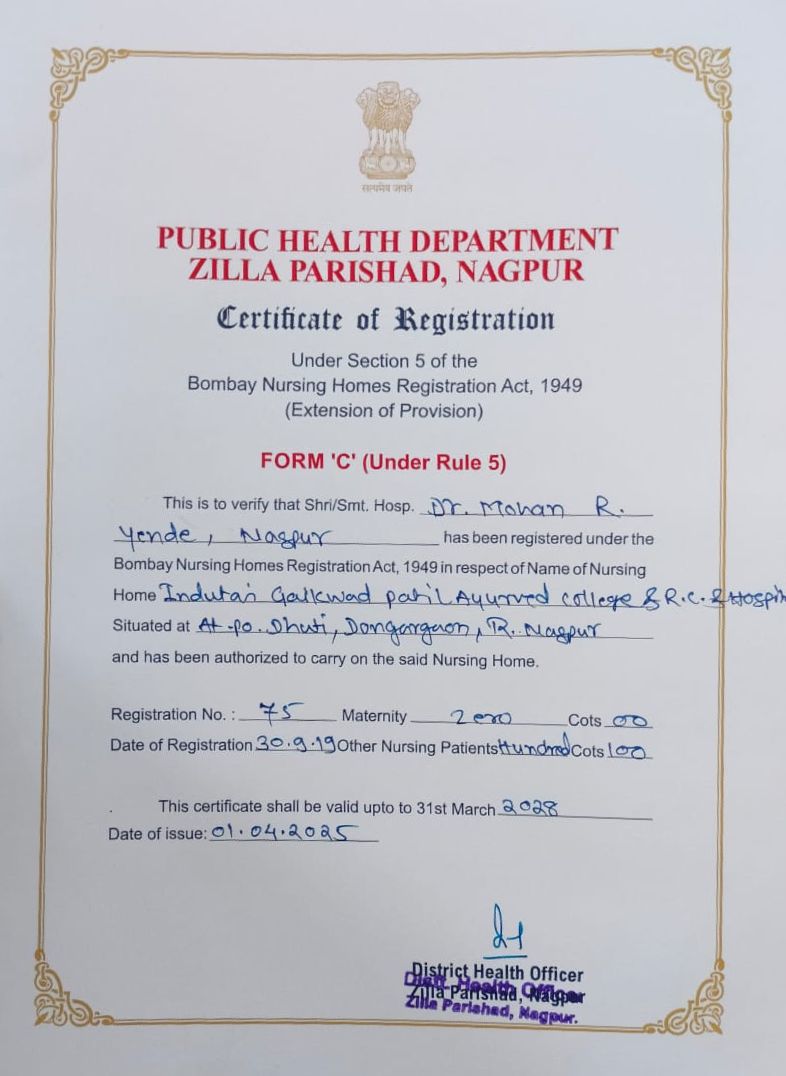 सत्यमेव जयते
PUBLIC HEALTH DEPARTMENT
ZILLA PARISHAD, NAGPUR
Certificate of Registration
Under Section 5 of the
Bombay Nursing Homes Registration Act, 1949
(Extension of Provision)
FORM 'C' (Under Rule 5)
This is to verify that Shri/Smt. Hosp. Dr. Mohan R.
Yende, Nagpur has been registered under the
Bombay Nursing Homes Registration Act, 1949 in respect of Name of Nursing
Home Indutai Gaikwad patil Ayurved college & R.C. & Hospit
Situated at At-po. Dhuti, Dongargaon, R. Nagpur
and has been authorized to carry on the said Nursing Home.
Registration No. : 75 Maternity Zero Cots 00
Date of Registration 30.9.19 Other Nursing Patients Hundred Cots 100
This certificate shall be valid upto to 31st March 2028
Date of issue: 01.04.2025
District Health Officer
Zilla Parishad, Nagpur
Distt. Health Officer
Zilla Parishad, Nagpur.